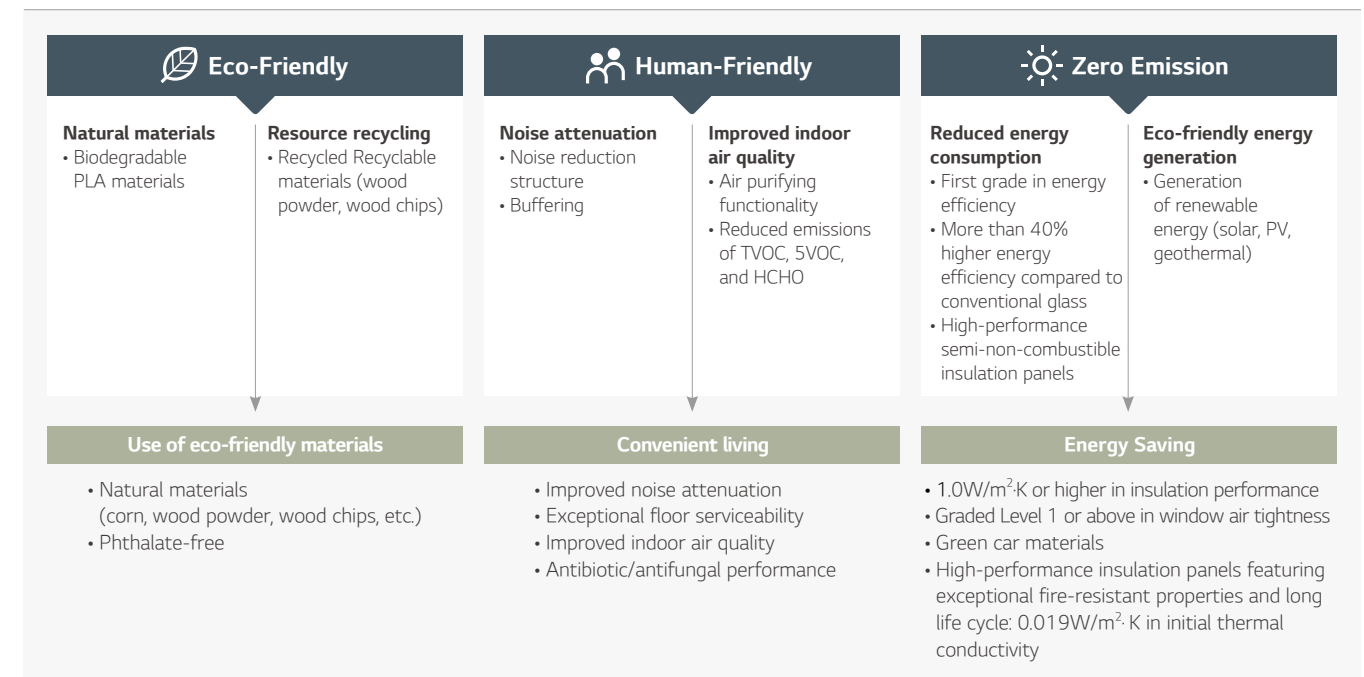 Eco-Friendly
Natural materials
• Biodegradable
PLA materials
Resource recycling
• Recycled Recyclable
materials (wood
powder, wood chips)
Use of eco-friendly materials
• Natural materials
(corn, wood powder, wood chips, etc.)
• Phthalate-free
Human-Friendly
Noise attenuation
• Noise reduction
structure
• Buffering
Improved indoor
air quality
• Air purifying
functionality
• Reduced emissions
of TVOC, 5VOC,
and HCHO
Convenient living
• Improved noise attenuation
• Exceptional floor serviceability
• Improved indoor air quality
• Antibiotic/antifungal performance
Zero Emission
Reduced energy
consumption
• First grade in energy
efficiency
• More than 40%
higher energy
efficiency compared to
conventional glass
• High-performance
semi-non-combustible
insulation panels
Eco-friendly energy
generation
• Generation
of renewable
energy (solar, PV,
geothermal)
Energy Saving
• 1.0W/m²·K or higher in insulation performance
• Graded Level 1 or above in window air tightness
• Green car materials
• High-performance insulation panels featuring
exceptional fire-resistant properties and long
life cycle: 0.019W/m²· K in initial thermal
conductivity